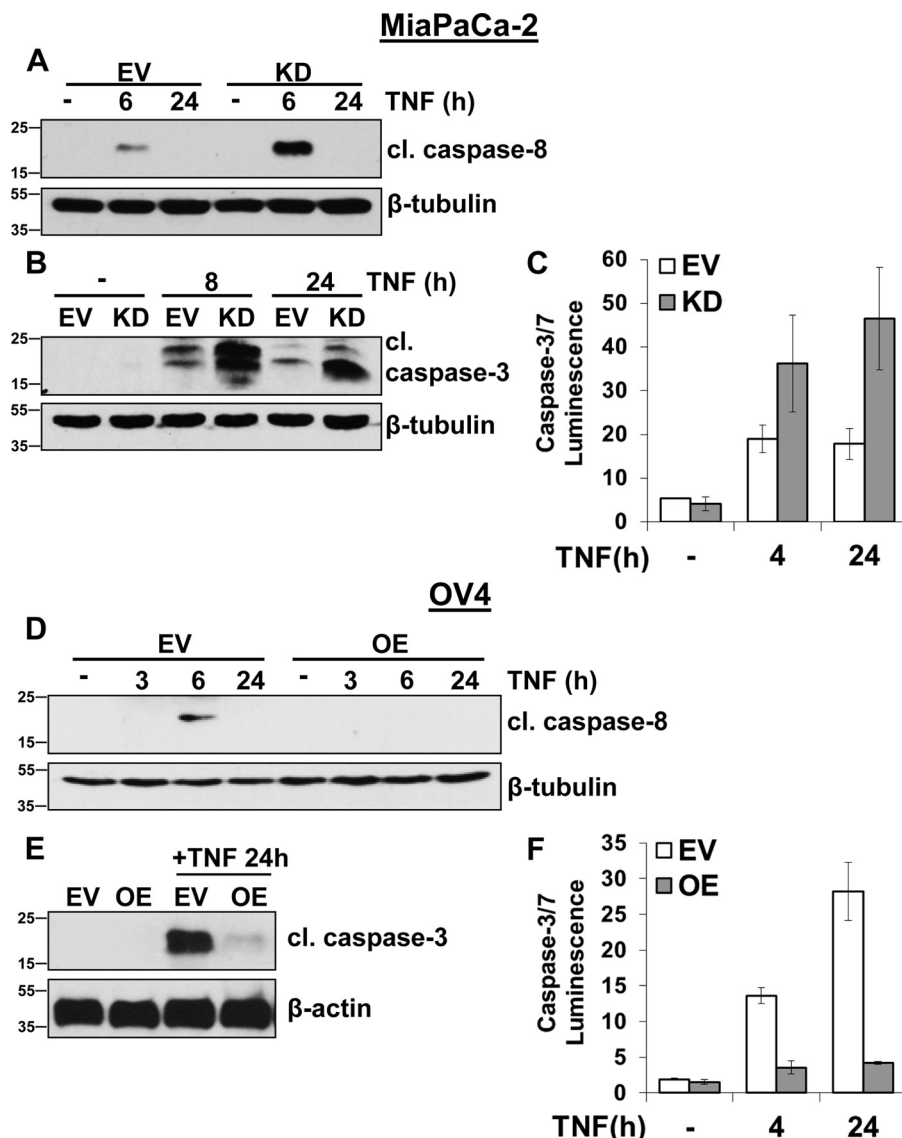 MiaPaCa-2
A
EV KD
- 6 24 - 6 24 TNF (h)
25
15
cl. caspase-8
55
35
β-tubulin
B
- 8 24 TNF (h)
EV KD EV KD EV KD
25
15
cl.
caspase-3
55
35
β-tubulin
C
EV
KD
Caspase-3/7
Luminescence
60
50
40
30
20
10
0
TNF(h) - 4 24
OV4
D
EV OE
- 3 6 24 - 3 6 24 TNF (h)
25
15
cl. caspase-8
55
35
β-tubulin
E
+TNF 24h
EV OE EV OE
25
15
cl. caspase-3
55
35
β-actin
F
EV
OE
Caspase-3/7
Luminescence
35
30
25
20
15
10
5
0
TNF(h) - 4 24